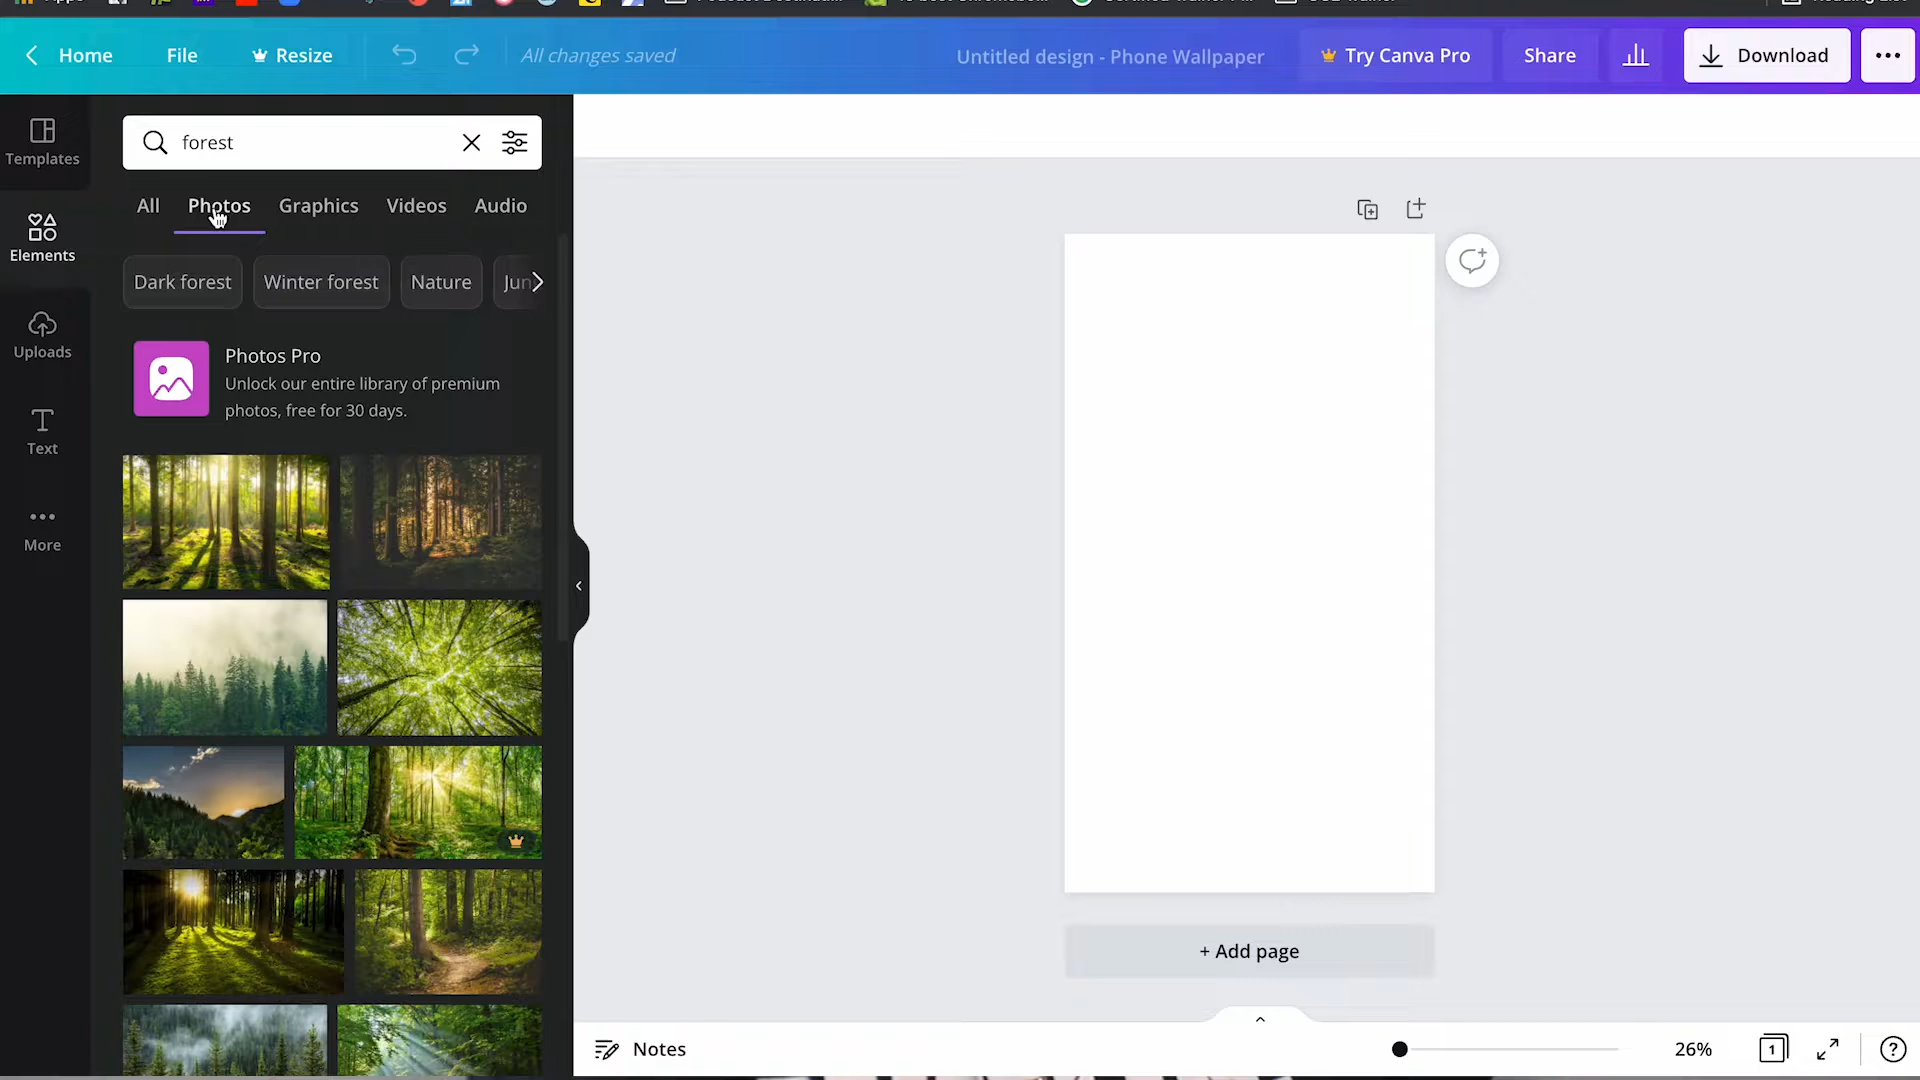 Home
File
Resize
All changes saved
Untitled design - Phone Wallpaper
Try Canva Pro
Share
Download
Templates
Elements
Uploads
Text
More
forest
All
Photos
Graphics
Videos
Audio
Dark forest
Winter forest
Nature
Jun
Photos Pro
Unlock our entire library of premium
photos, free for 30 days.
+ Add page
Notes
26%
1
?